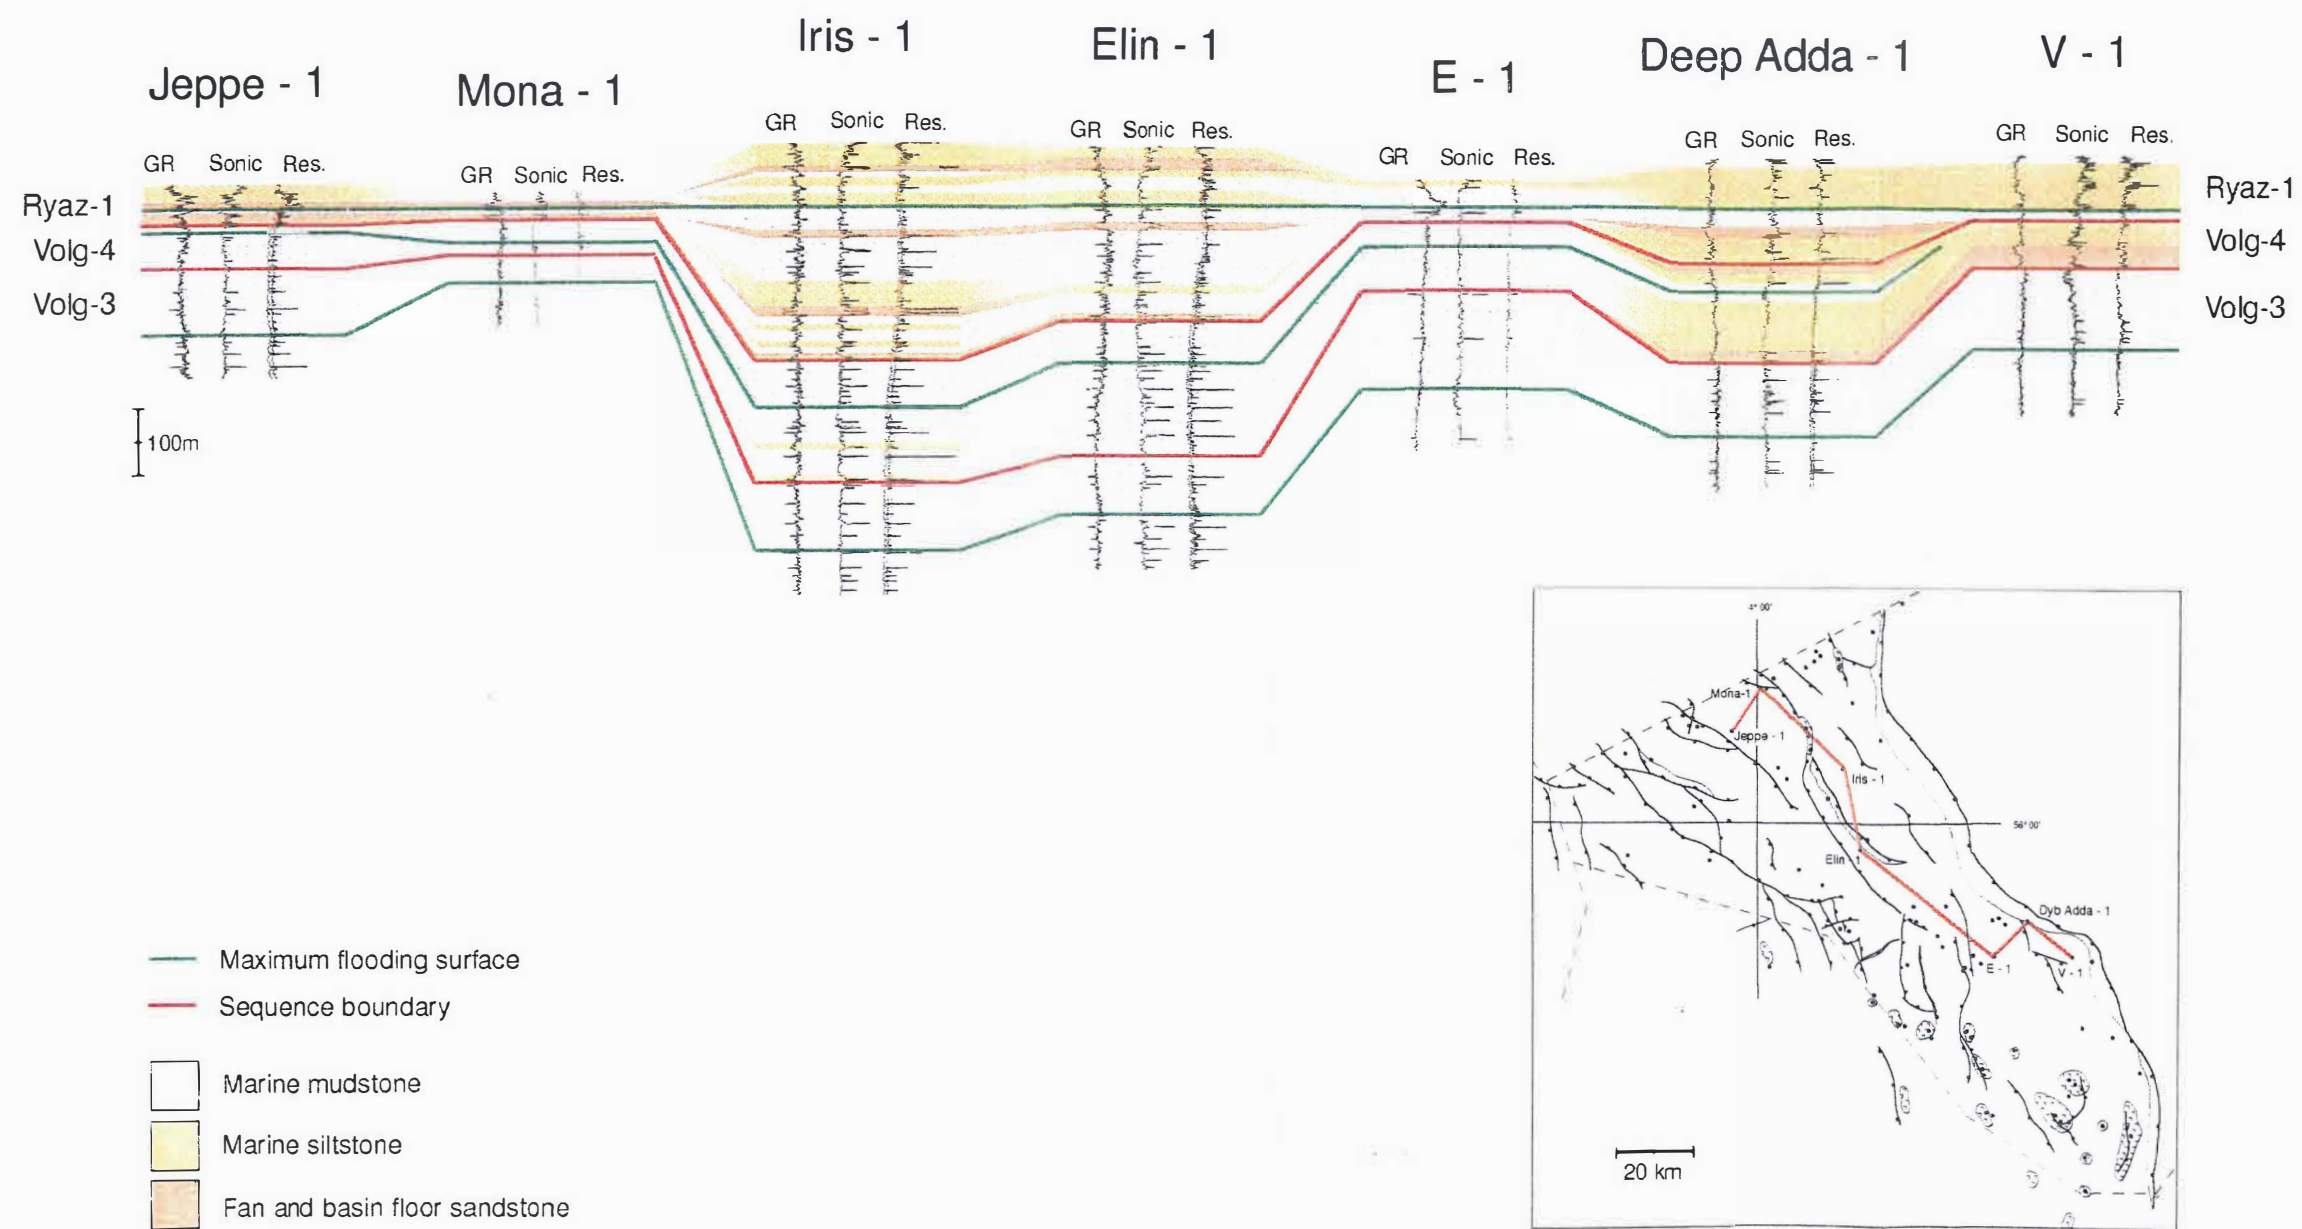 Jeppe - 1
Mona - 1
Iris - 1
Elin - 1
E - 1
Deep Adda - 1
V - 1
GR Sonic Res.
GR Sonic Res.
GR Sonic Res.
GR Sonic Res.
GR Sonic Res.
GR Sonic Res.
GR Sonic Res.
Ryaz-1
Volg-4
Volg-3
Ryaz-1
Volg-4
Volg-3
100m
4° 00'
Mona-1
Jeppe - 1
Iris - 1
56° 00'
Elin - 1
Dyb Adda - 1
E - 1
V - 1
20 km
Maximum flooding surface
Sequence boundary
Marine mudstone
Marine siltstone
Fan and basin floor sandstone